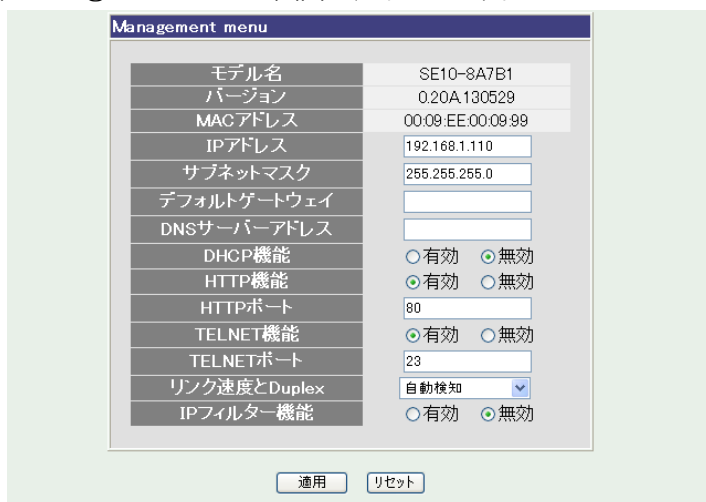 Management menu
モデル名 SE10-8A7B1
バージョン 0.20A.130529
MACアドレス 00:09:EE:00:09:99
IPアドレス 192.168.1.110
サブネットマスク 255.255.255.0
デフォルトゲートウェイ
DNSサーバーアドレス
DHCP機能 有効 無効
HTTP機能 有効 無効
HTTPポート 80
TELNET機能 有効 無効
TELNETポート 23
リンク速度とDuplex 自動検知
IPフィルター機能 有効 無効
適用 リセット